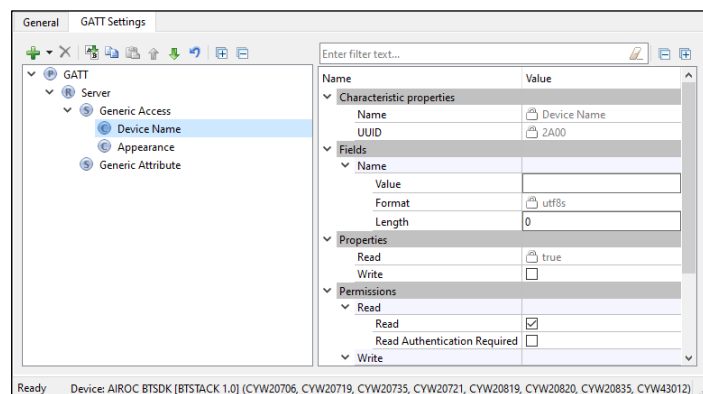 General GATT Settings
Enter filter text...
P GATT
R Server
S Generic Access
C Device Name
C Appearance
S Generic Attribute
Name Value
Characteristic properties
Name Device Name
UUID 2A00
Fields
Name
Value
Format utf8s
Length 0
Properties
Read true
Write
Permissions
Read
Read
Read Authentication Required
Write
Ready Device: AIROC BTSDK [BTSTACK 1.0] (CYW20706, CYW20719, CYW20735, CYW20721, CYW20819, CYW20820, CYW20835, CYW43012)